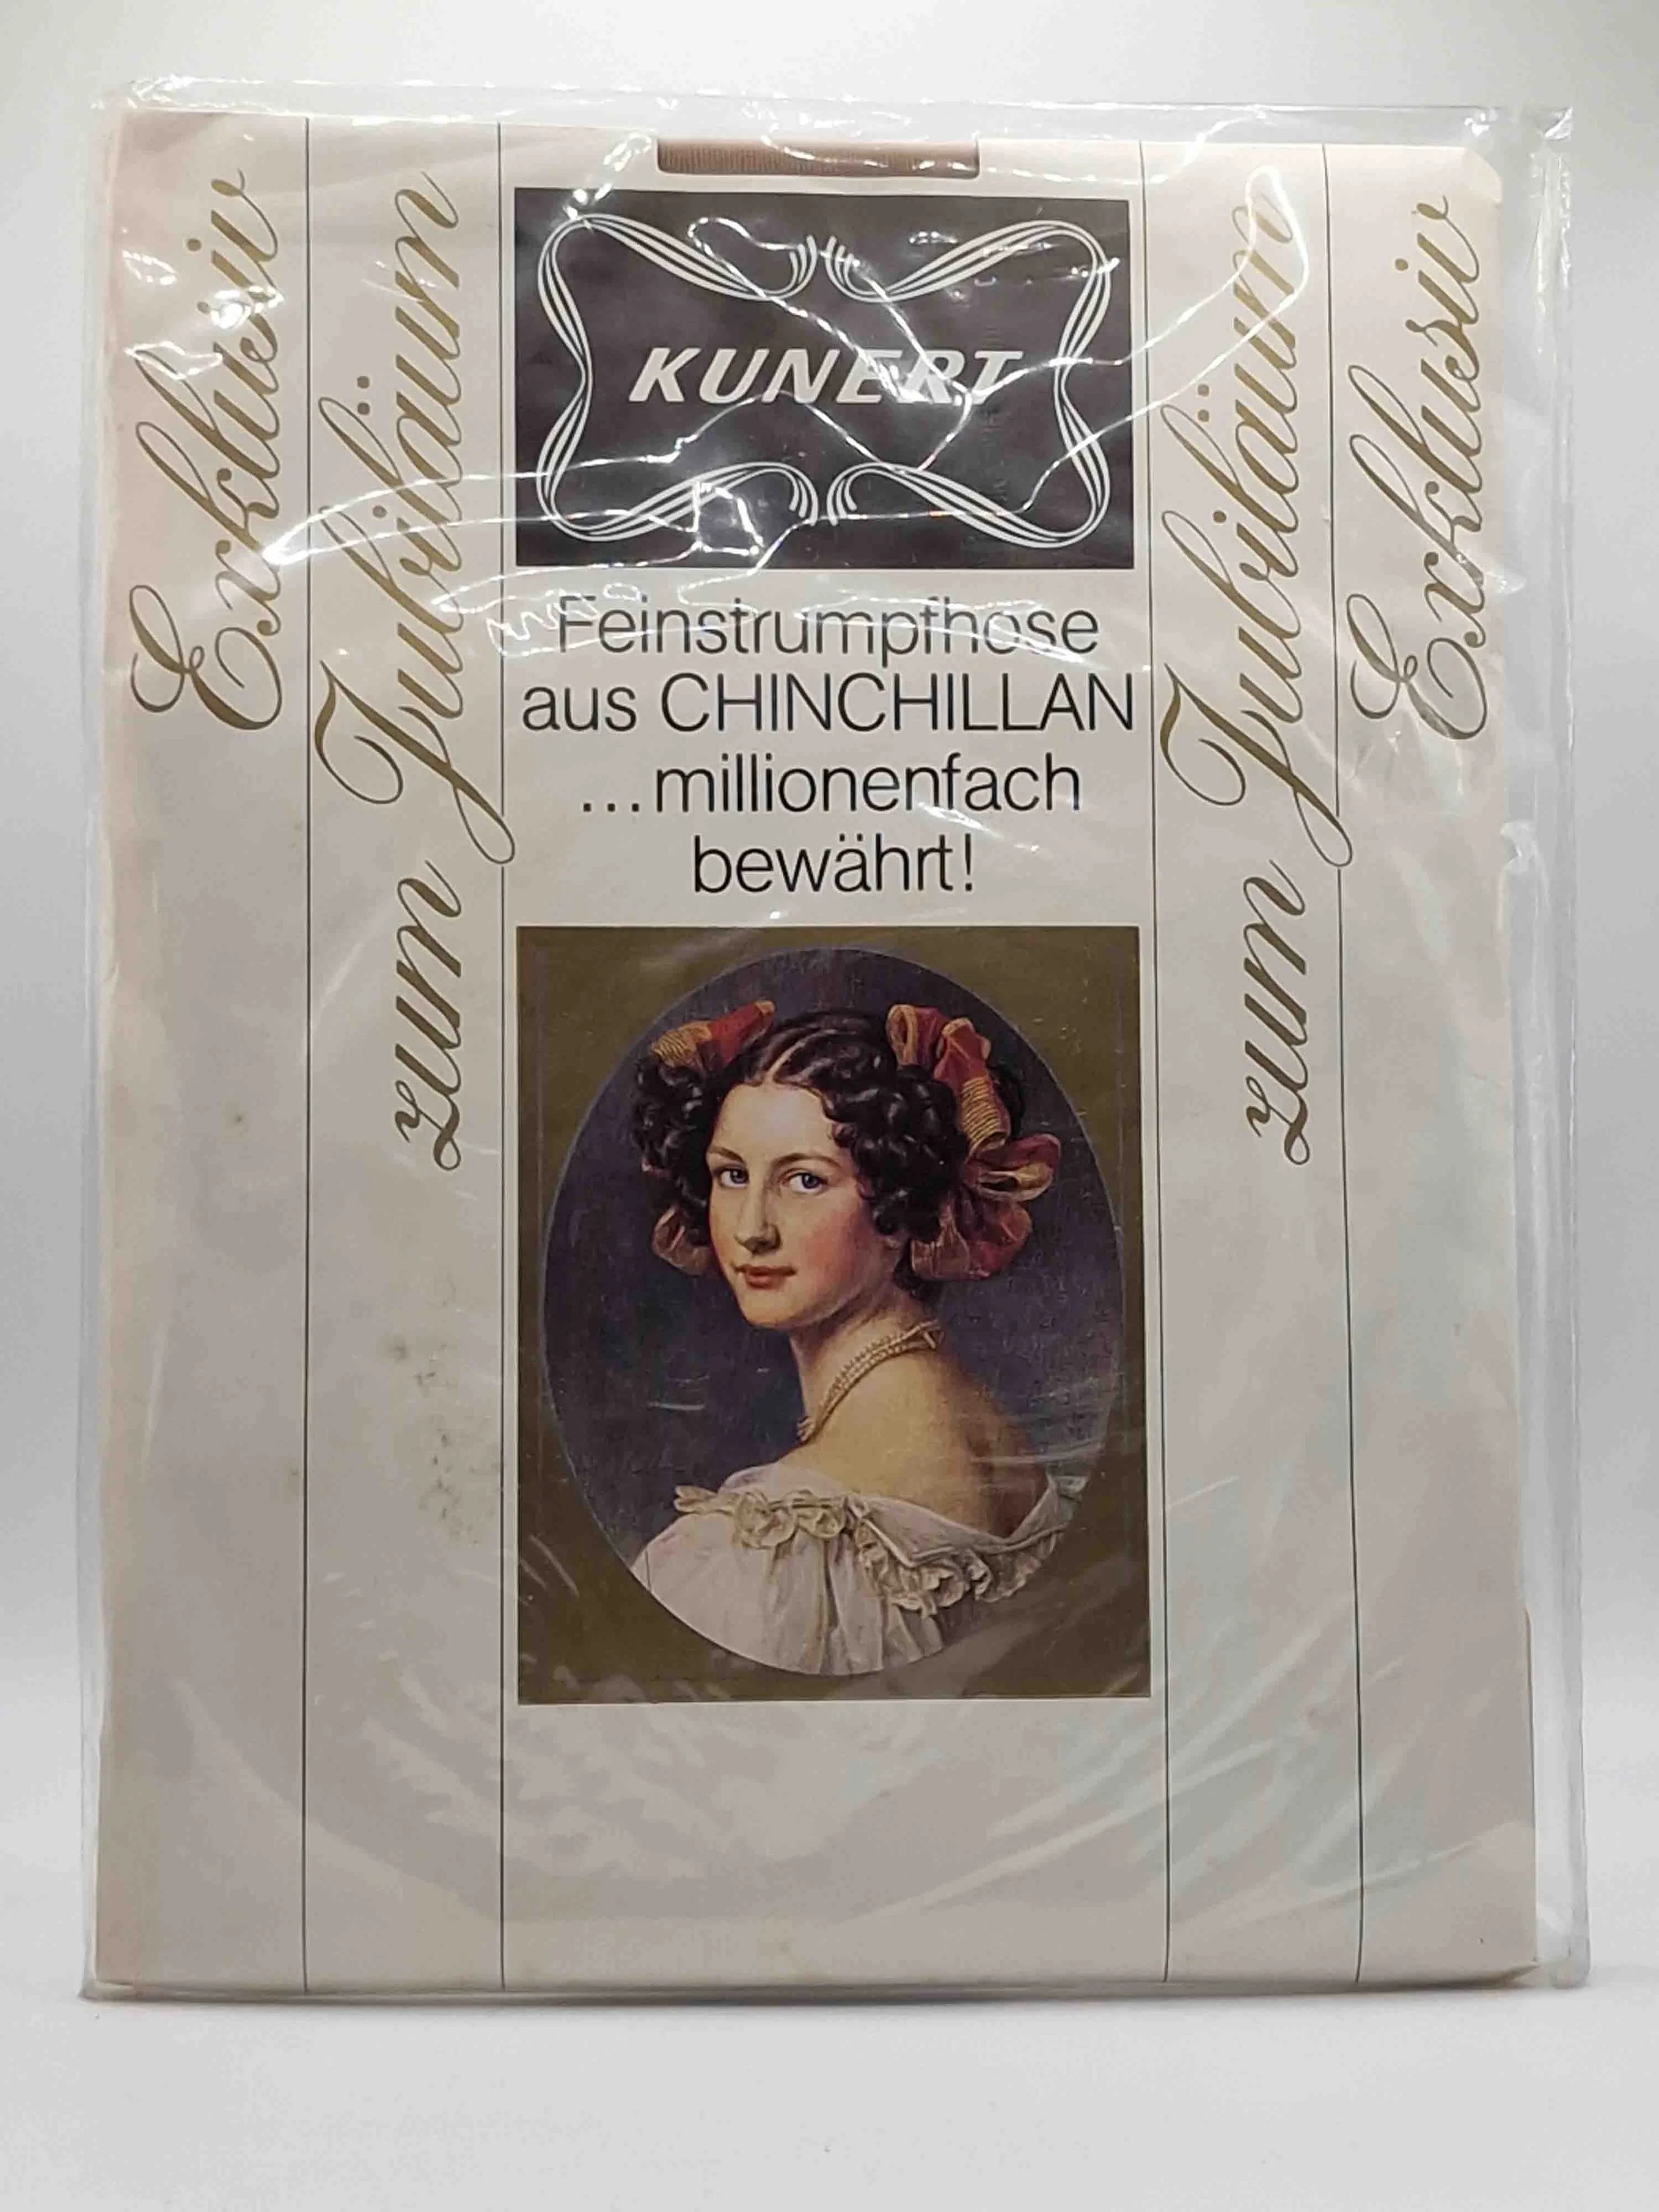 Exklusiv
zum Jubiläum
KUNERT
Feinstrumpfhose
aus CHINCHILLAN
...millionenfach
bewährt!
zum Jubiläum
Exklusiv